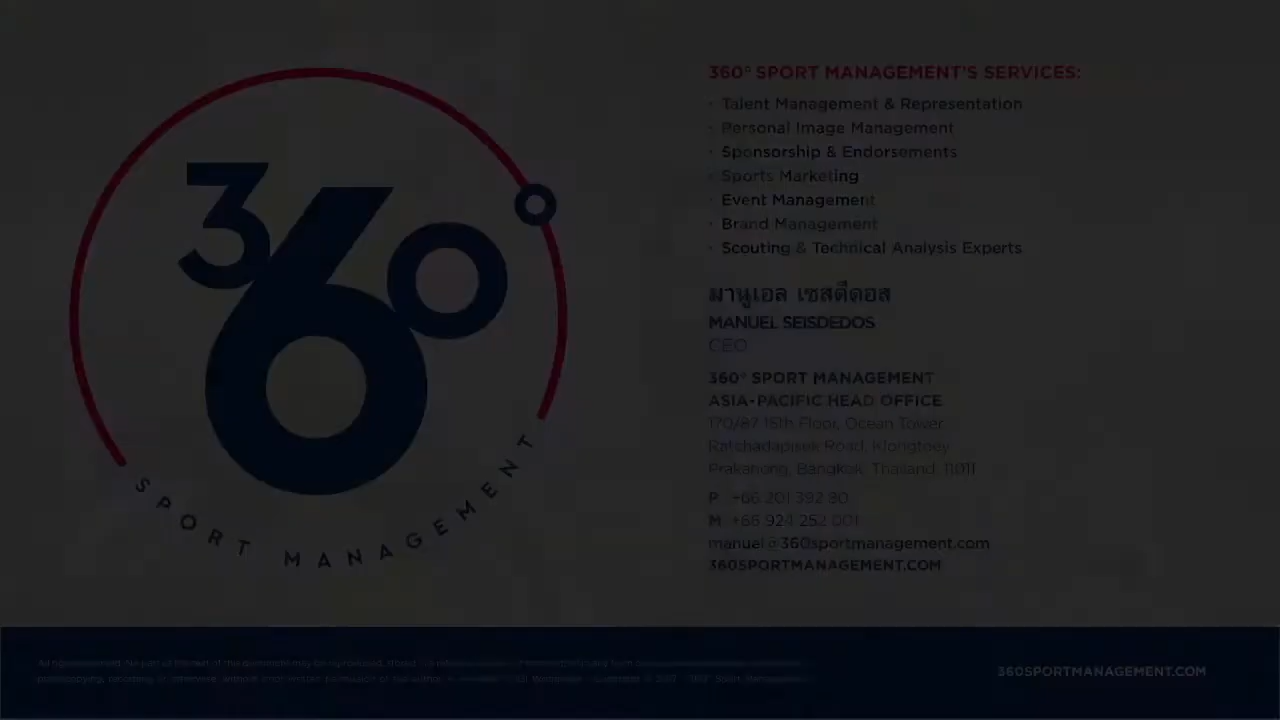 360°
SPORT MANAGEMENT
360° SPORT MANAGEMENT'S SERVICES:
· Talent Management & Representation
· Personal Image Management
· Sponsorship & Endorsements
· Sports Marketing
· Event Management
· Brand Management
· Scouting & Technical Analysis Experts
มานูเอล เซสดีดอส
MANUEL SEISDEDOS
CEO
360° SPORT MANAGEMENT
ASIA-PACIFIC HEAD OFFICE
170/87 15th Floor, Ocean Tower
Ratchadapisek Road, Klongtoey
Prakanong, Bangkok, Thailand, 11011
P +66 201 392 80
M +66 924 252 001
manuel@360sportmanagement.com
360SPORTMANAGEMENT.COM
360SPORTMANAGEMENT.COM